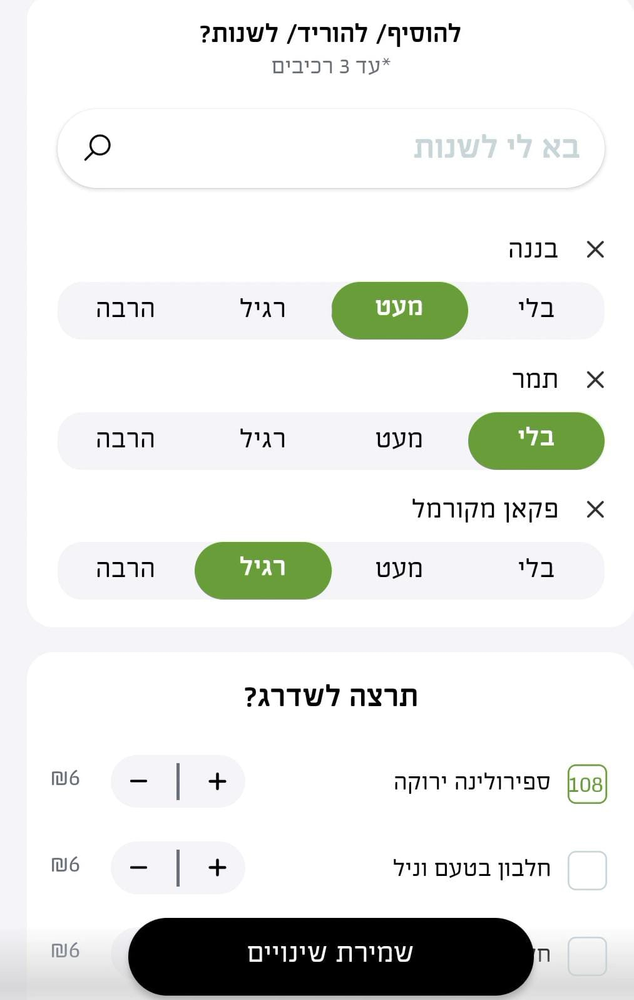 להוסיף/ להוריד/ לשנות?
*עד 3 רכיבים
בא לי לשנות
בננה
בלי מעט רגיל הרבה
תמר
בלי מעט רגיל הרבה
פקאן מקורמל
בלי מעט רגיל הרבה
תרצה לשדרג?
108 ספירולינה ירוקה + − ₪6
חלבון בטעם וניל + − ₪6
₪6
שמירת שינויים